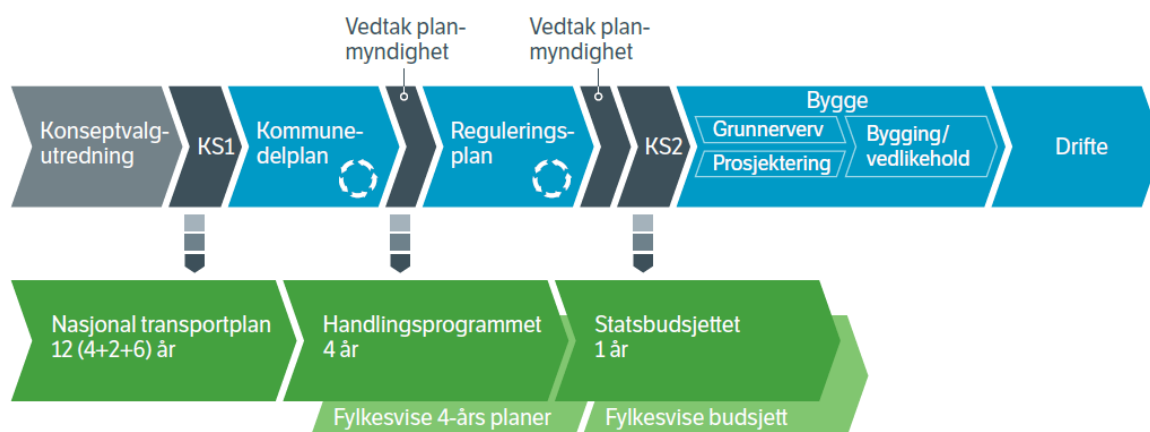 Vedtak plan-
myndighet
Vedtak plan-
myndighet
Konseptvalg-
utredning
KS1
Kommune-
delplan
Regulerings-
plan
KS2
Bygge
Grunnerverv
Prosjektering
Bygging/
vedlikehold
Drifte
Nasjonal transportplan
12 (4+2+6) år
Handlingsprogrammet
4 år
Statsbudsjettet
1 år
Fylkesvise 4-års planer
Fylkesvise budsjett